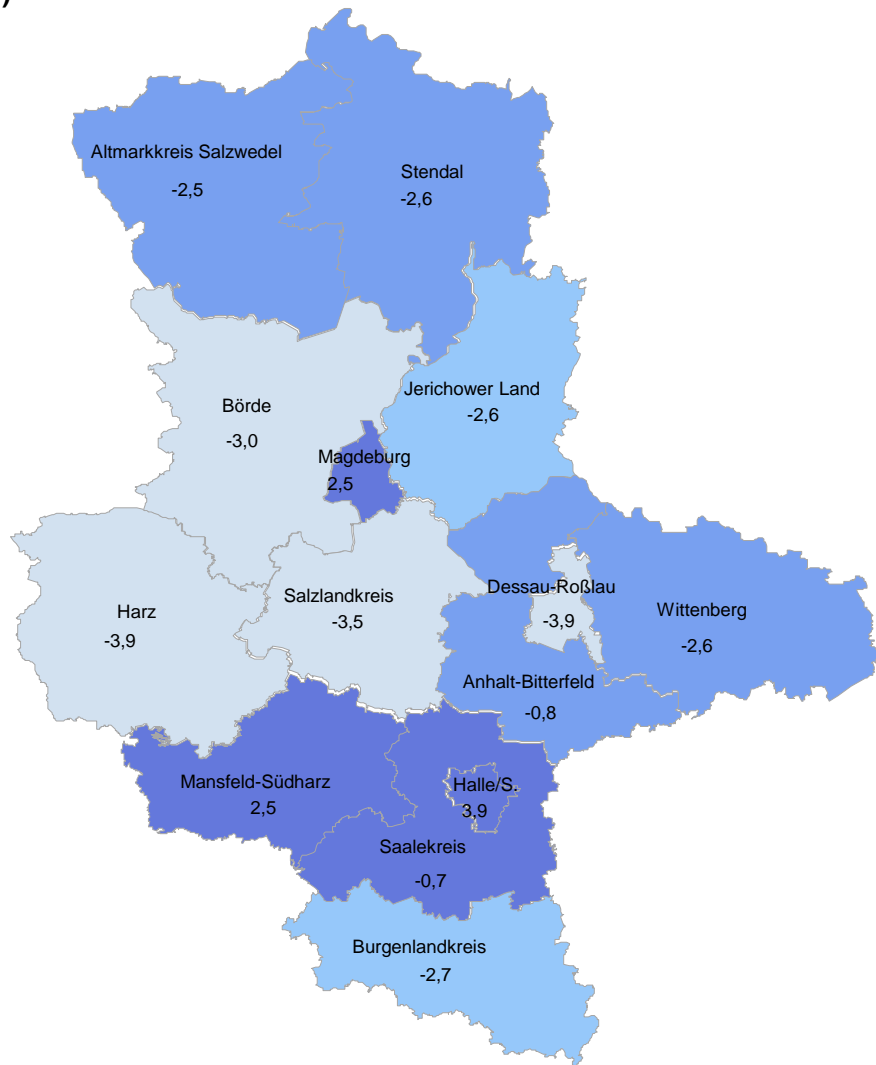 )
Altmarkkreis Salzwedel
-2,5
Stendal
-2,6
Jerichower Land
-2,6
Börde
-3,0
Magdeburg
2,5
Harz
-3,9
Salzlandkreis
-3,5
Dessau-Roßlau
-3,9
Wittenberg
-2,6
Anhalt-Bitterfeld
-0,8
Mansfeld-Südharz
2,5
Halle/S.
3,9
Saalekreis
-0,7
Burgenlandkreis
-2,7